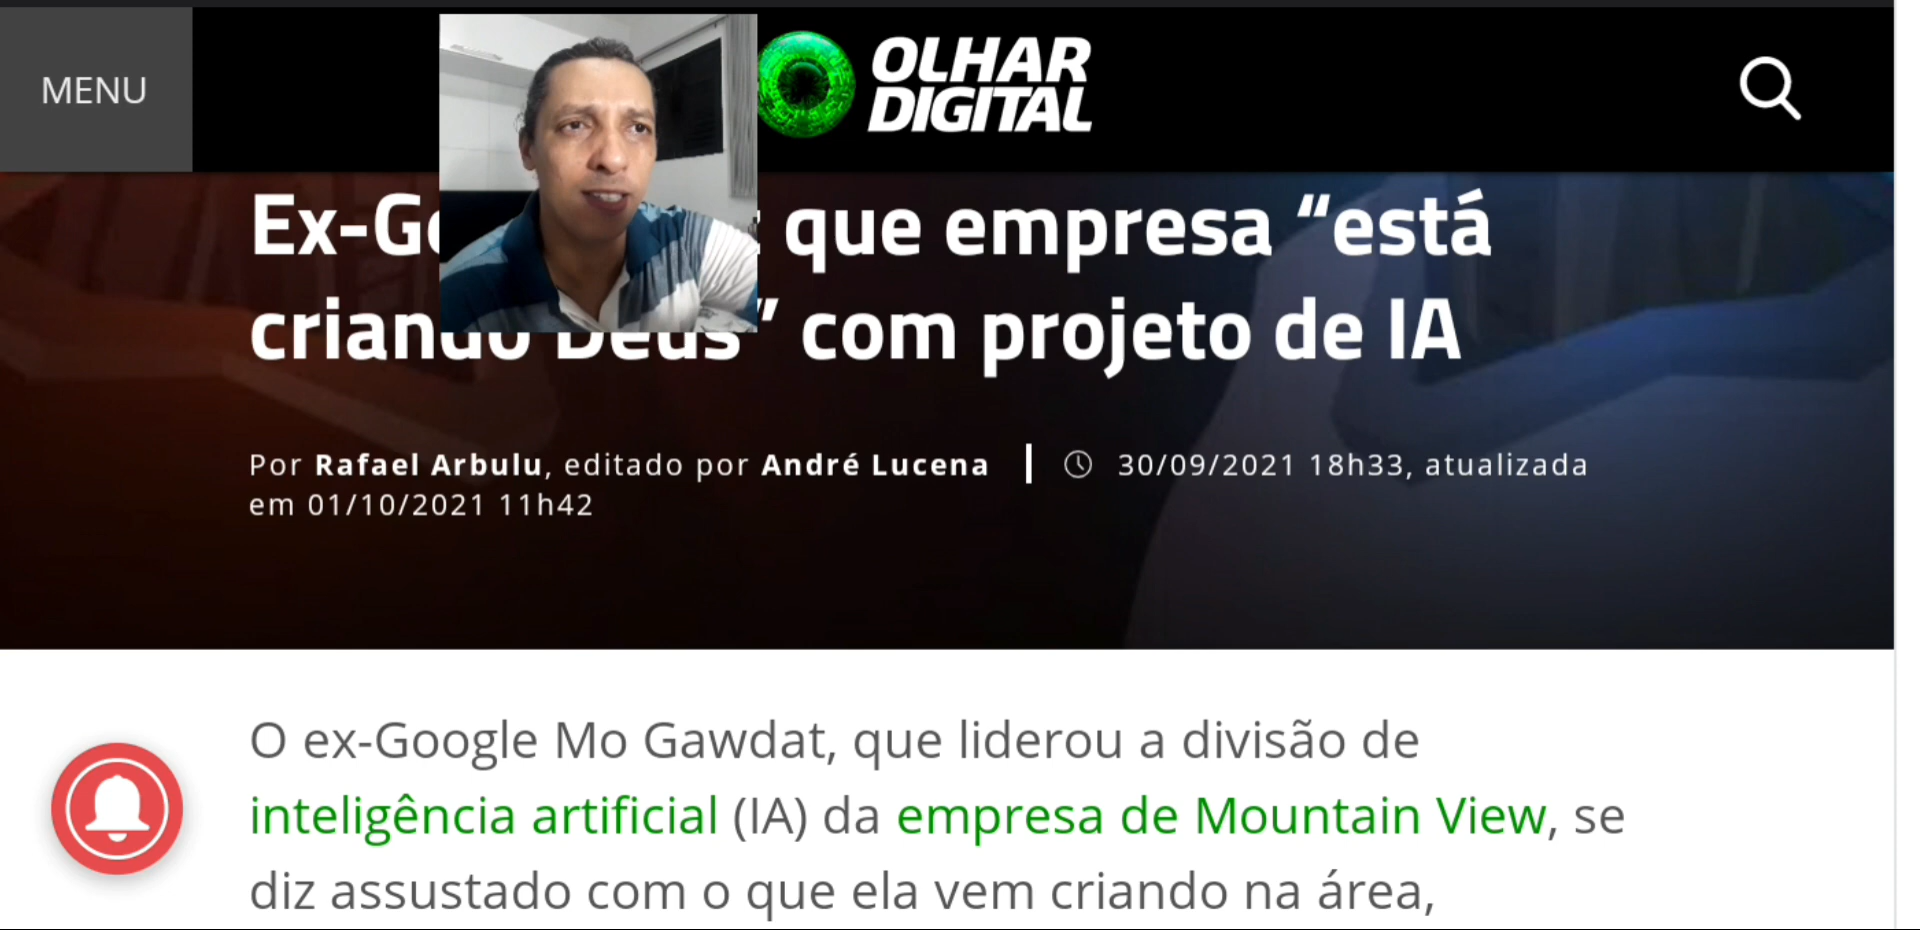 MENU
OLHAR
DIGITAL
Ex-G que empresa “está
criando Deus” com projeto de IA
Por Rafael Arbulu, editado por André Lucena | 30/09/2021 18h33, atualizada
em 01/10/2021 11h42
O ex-Google Mo Gawdat, que liderou a divisão de
inteligência artificial (IA) da empresa de Mountain View, se
diz assustado com o que ela vem criando na área,